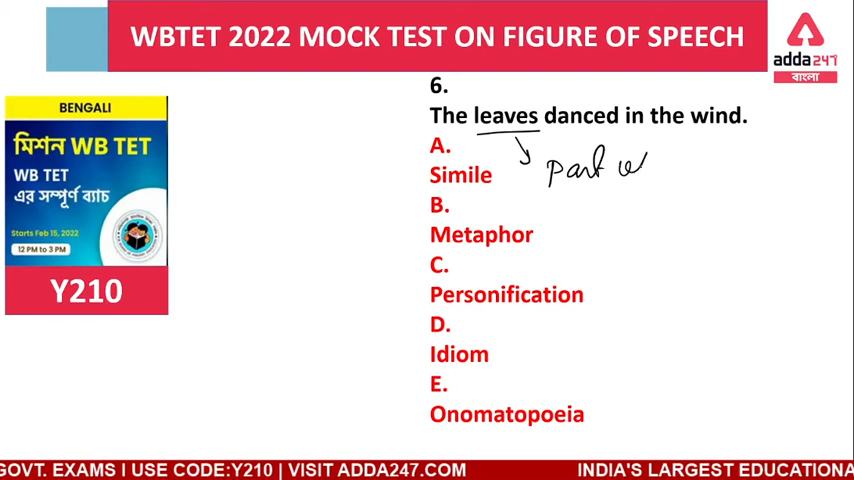 WBTET 2022 MOCK TEST ON FIGURE OF SPEECH
adda247
বাংলা
BENGALI
মিশন WB TET
WB TET
এর সম্পূর্ণ ব্যাচ
Starts Feb 15, 2022
12 PM to 3 PM
Y210
6.
The leaves danced in the wind.
A.
Simile
part
B.
Metaphor
C.
Personification
D.
Idiom
E.
Onomatopoeia
GOVT. EXAMS I USE CODE:Y210 | VISIT ADDA247.COM
INDIA'S LARGEST EDUCATIONA